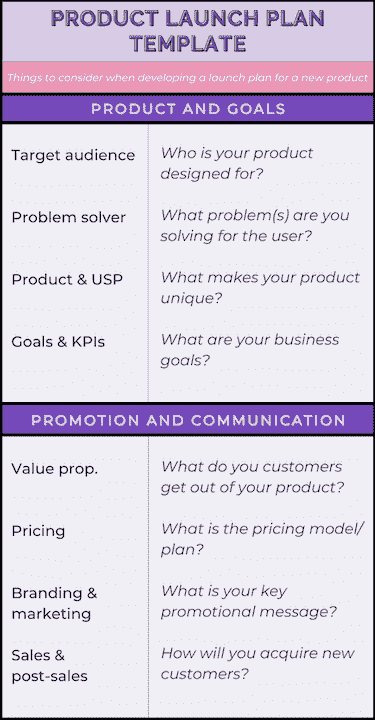 PRODUCT LAUNCH PLAN
TEMPLATE
Things to consider when developing a launch plan for a new product
PRODUCT AND GOALS
Target audience
Who is your product
designed for?
Problem solver
What problem(s) are you
solving for the user?
Product & USP
What makes your product
unique?
Goals & KPIs
What are your business
goals?
PROMOTION AND COMMUNICATION
Value prop.
What do you customers
get out of your product?
Pricing
What is the pricing model/
plan?
Branding &
marketing
What is your key
promotional message?
Sales &
post-sales
How will you acquire new
customers?